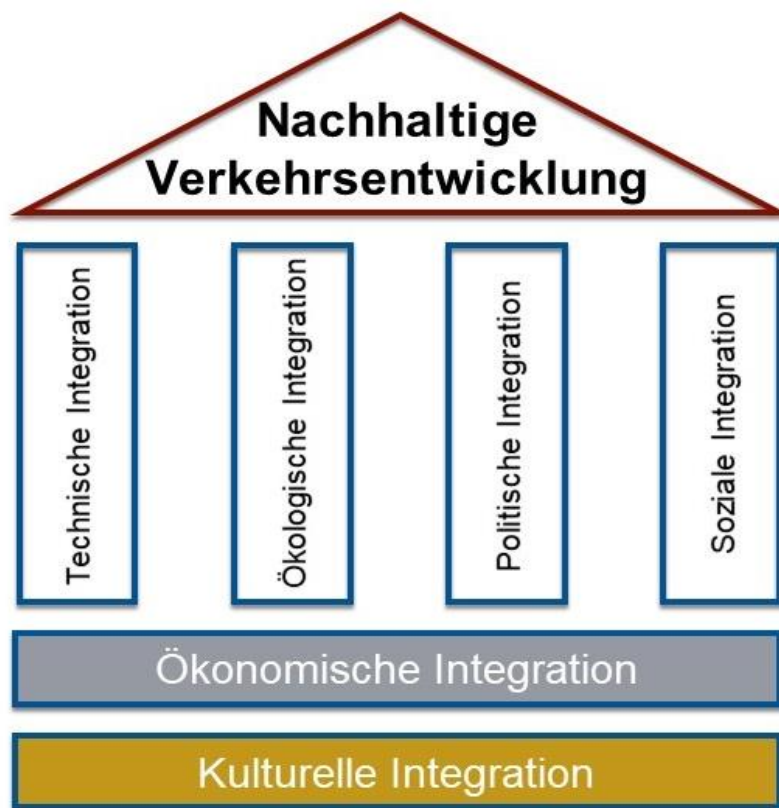 Nachhaltige
Verkehrsentwicklung
Technische Integration
Ökologische Integration
Politische Integration
Soziale Integration
Ökonomische Integration
Kulturelle Integration